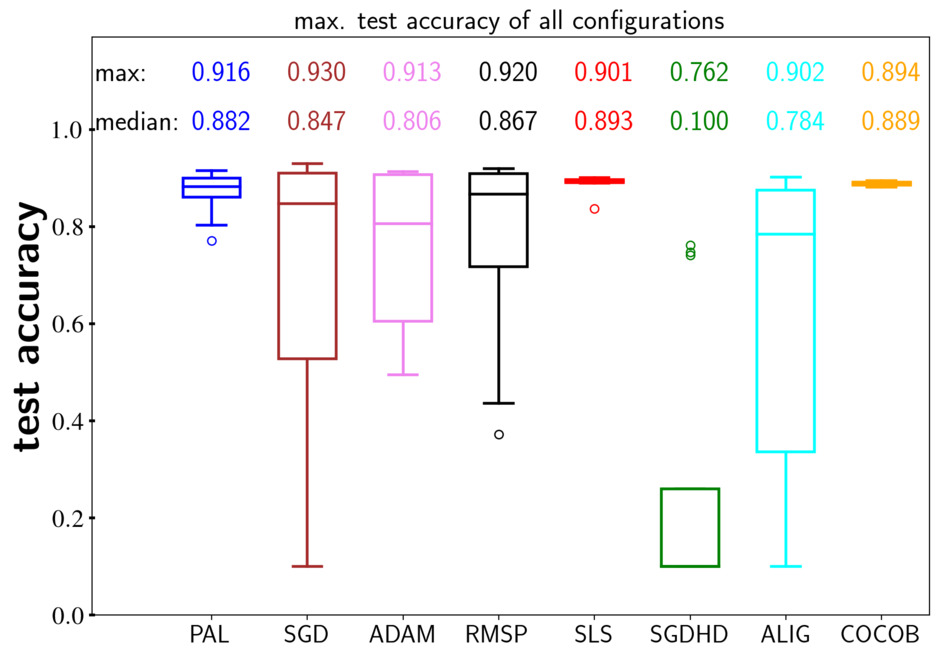 max. test accuracy of all configurations
max: 0.916 0.930 0.913 0.920 0.901 0.762 0.902 0.894
median: 0.882 0.847 0.806 0.867 0.893 0.100 0.784 0.889
test accuracy
1.0
0.8
0.6
0.4
0.2
0.0
PAL SGD ADAM RMSP SLS SGDHD ALIG COCOB